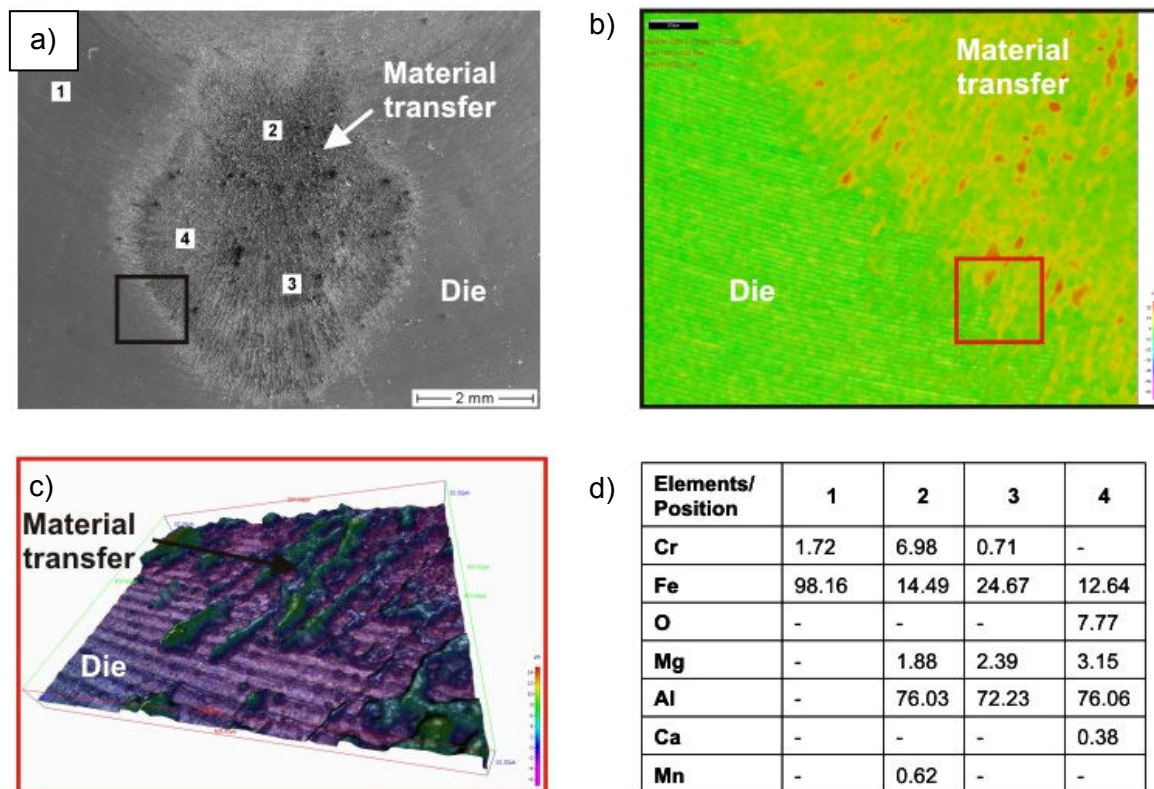 a)
1
2
Material
transfer
4
3
Die
2 mm
b)
Material
transfer
Die
c)
Material
transfer
Die
d)
Elements/
Position 1 2 3 4
Cr 1.72 6.98 0.71 -
Fe 98.16 14.49 24.67 12.64
O - - - 7.77
Mg - 1.88 2.39 3.15
Al - 76.03 72.23 76.06
Ca - - - 0.38
Mn - 0.62 - -